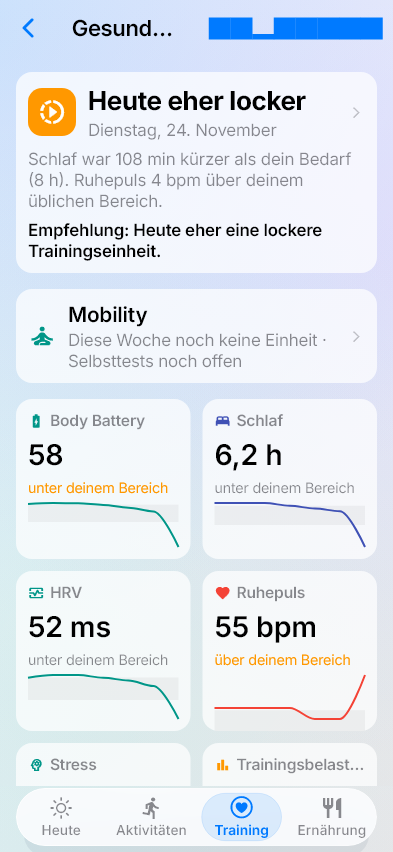 Gesund…
Heute eher locker
Dienstag, 24. November
Schlaf war 108 min kürzer als dein Bedarf
(8 h). Ruhepuls 4 bpm über deinem
üblichen Bereich.
Empfehlung: Heute eher eine lockere
Trainingseinheit.
Mobility
Diese Woche noch keine Einheit ·
Selbsttests noch offen
Body Battery
58
unter deinem Bereich
Schlaf
6,2 h
unter deinem Bereich
HRV
52 ms
unter deinem Bereich
Ruhepuls
55 bpm
über deinem Bereich
Stress
Trainingsbelast…
Heute
Aktivitäten
Training
Ernährung